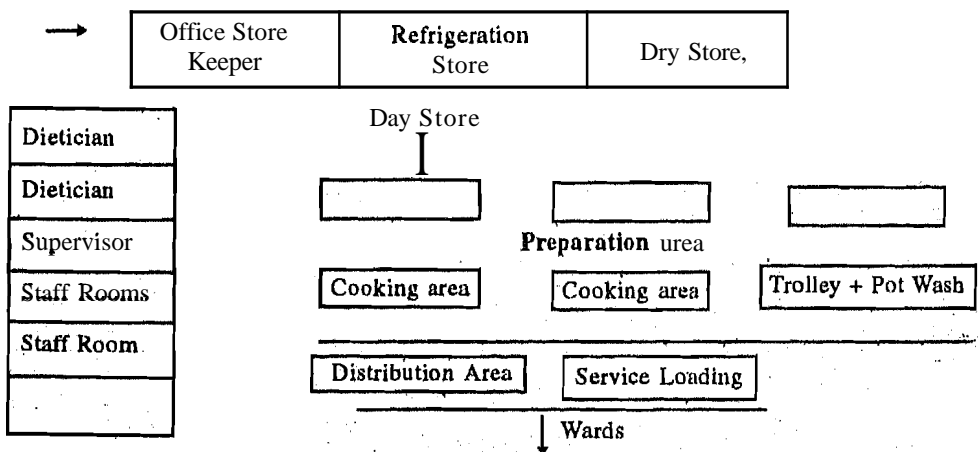 Office Store
Keeper
Refrigeration
Store
Dry Store,
Day Store
Dietician
Dietician
Supervisor
Staff Rooms
Staff Room
Preparation urea
Cooking area
Cooking area
Trolley + Pot Wash
Distribution Area
Service Loading
Wards